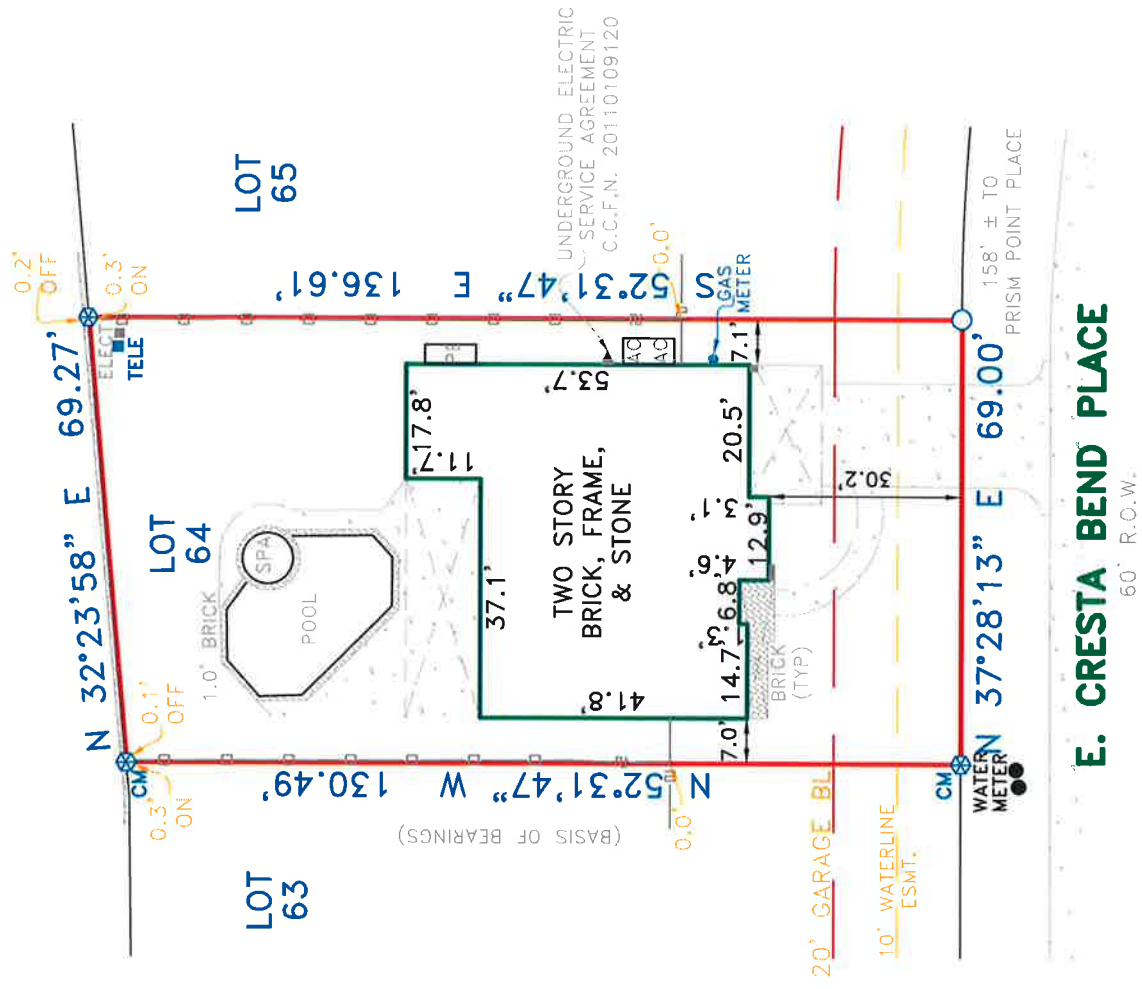 0.2'
OFF
0.3'
ON
ELECT
TELE
N 32°23'58" E 69.27'
0.1'
OFF
CM
0.3'
ON
LOT
65
LOT
64
LOT
63
1.0' BRICK
SPA
POOL
S 52°31'47" E 136.61'
N 52°31'47" W 130.49'
(BASIS OF BEARINGS)
UNDERGROUND ELECTRIC
SERVICE AGREEMENT
C.C.F.N. 20110109120
0.0'
GAS
METER
AC
AC
17.8'
11.7'
37.1'
53.7'
41.8'
TWO STORY
BRICK, FRAME,
& STONE
7.1'
20.5'
3.1'
12.9'
4.6'
6.8'
.3'
14.7'
7.0'
0.0'
BRICK
(TYP)
30.2'
20' GARAGE BL
10' WATERLINE
ESMT.
158' ± TO
PRISM POINT PLACE
CM
WATER
METER
N 37°28'13" E 69.00'
E. CRESTA BEND PLACE
60' R.O.W.